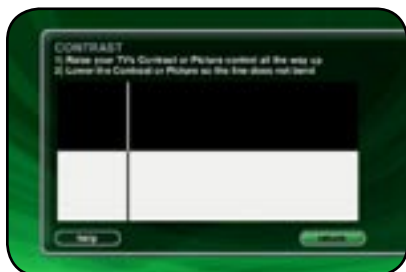 CONTRAST
1) Raise your TV's Contrast or Picture control all the way up
2) Lower the Contrast or Picture so the line does not bend
help